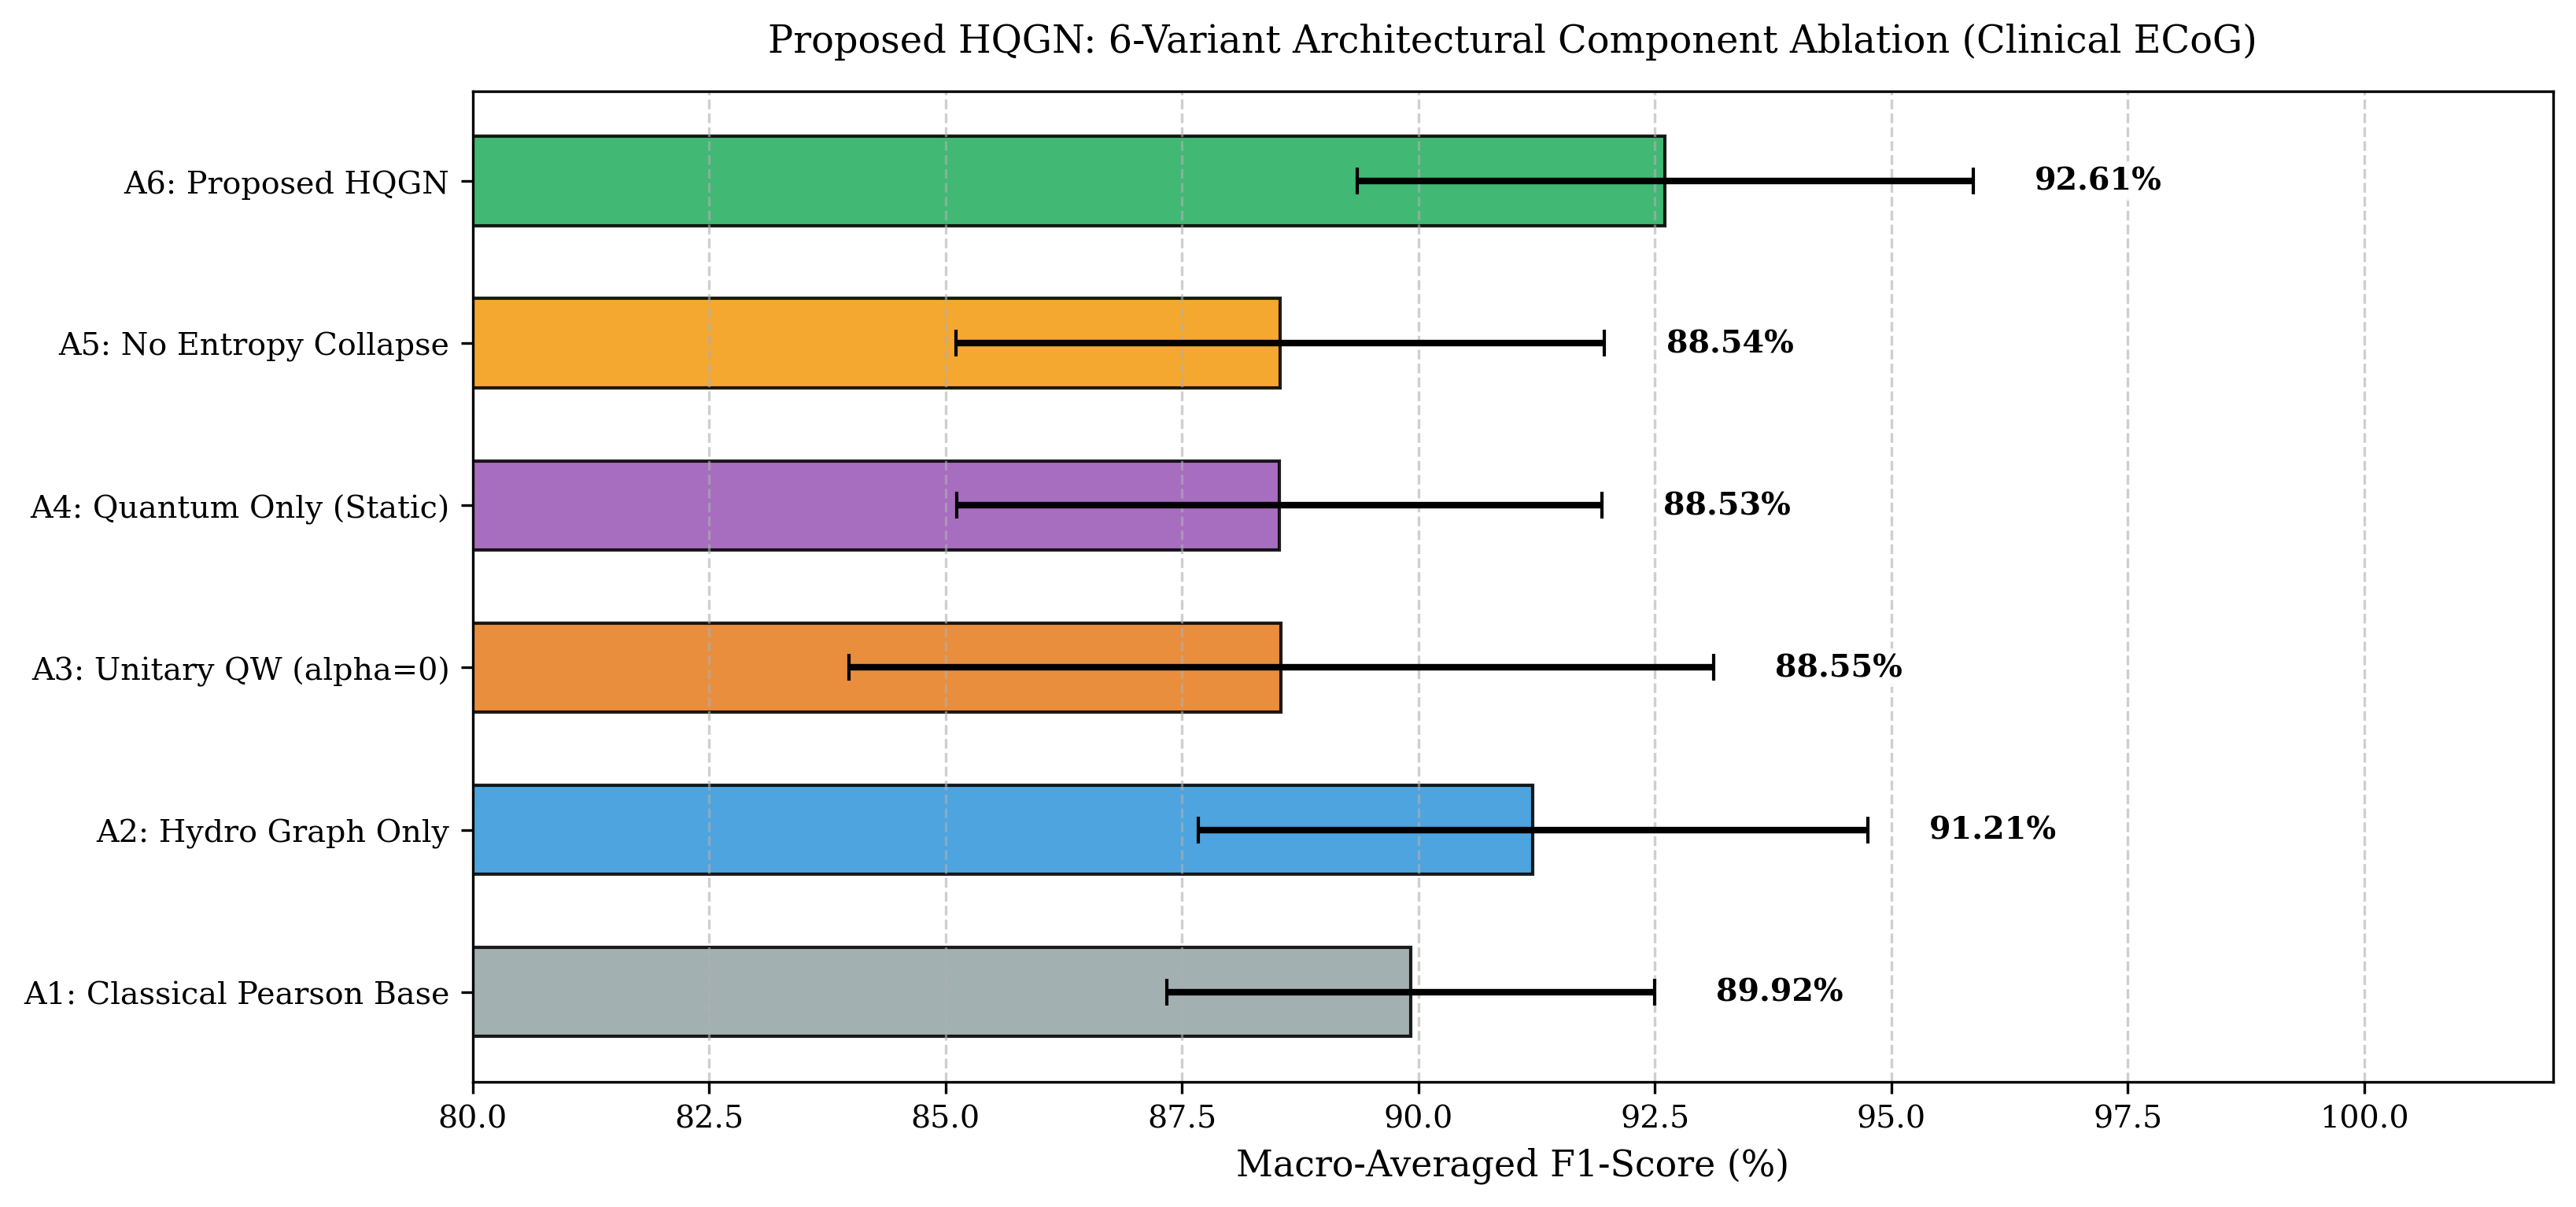 Proposed HQGN: 6-Variant Architectural Component Ablation (Clinical ECoG)
A6: Proposed HQGN
92.61%
A5: No Entropy Collapse
88.54%
A4: Quantum Only (Static)
88.53%
A3: Unitary QW (alpha=0)
88.55%
A2: Hydro Graph Only
91.21%
A1: Classical Pearson Base
89.92%
80.0 82.5 85.0 87.5 90.0 92.5 95.0 97.5 100.0
Macro-Averaged F1-Score (%)